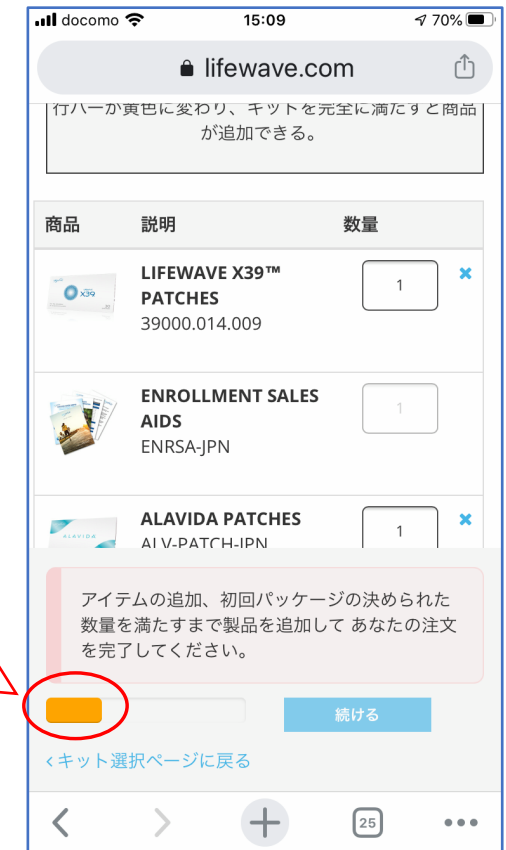 docomo 15:09 70%
lifewave.com
行バーが黄色に変わり、キットを完全に満たすと商品
が追加できる。
商品 説明 数量
X39
LIFEWAVE X39™
PATCHES
39000.014.009
1
ENROLLMENT SALES
AIDS
ENRSA-JPN
1
ALAVIDA
ALAVIDA PATCHES
ALV-PATCH-JPN
1
アイテムの追加、初回パッケージの決められた
数量を満たすまで製品を追加して あなたの注文
を完了してください。
続ける
‹キット選択ページに戻る
25